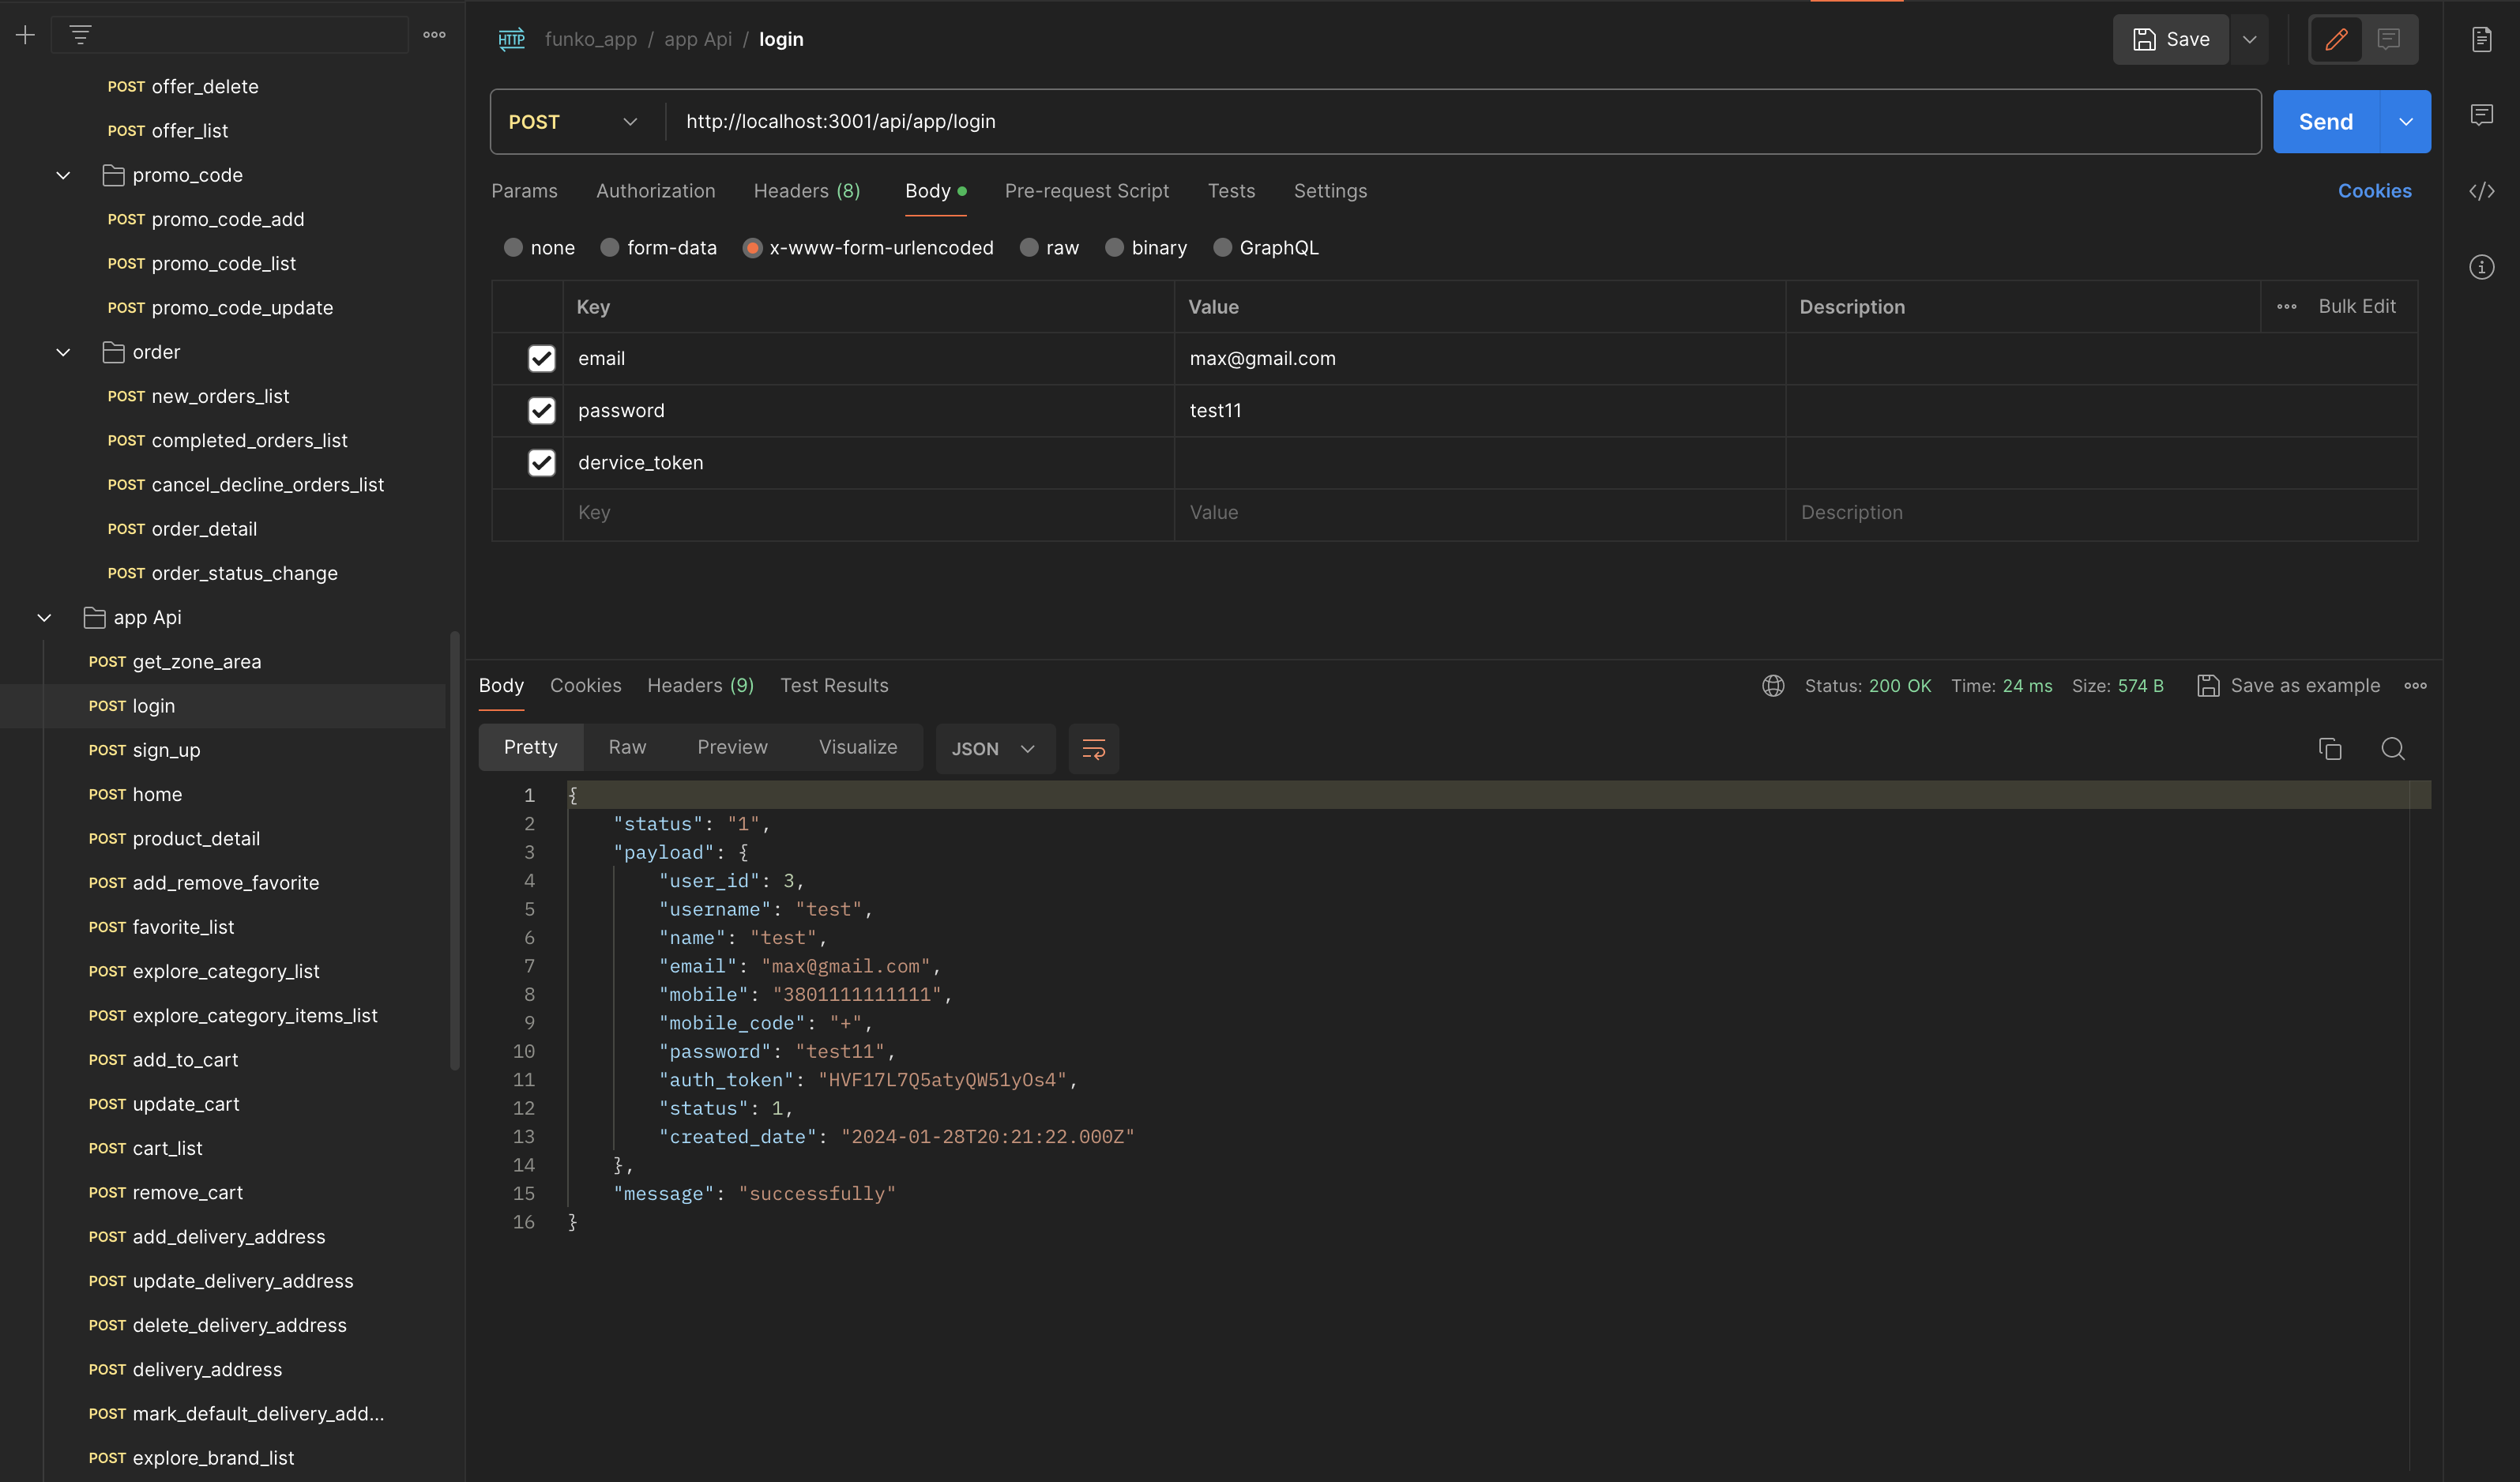 POST offer_delete
POST offer_list
promo_code
POST promo_code_add
POST promo_code_list
POST promo_code_update
order
POST new_orders_list
POST completed_orders_list
POST cancel_decline_orders_list
POST order_detail
POST order_status_change
app Api
POST get_zone_area
POST login
POST sign_up
POST home
POST product_detail
POST add_remove_favorite
POST favorite_list
POST explore_category_list
POST explore_category_items_list
POST add_to_cart
POST update_cart
POST cart_list
POST remove_cart
POST add_delivery_address
POST update_delivery_address
POST delete_delivery_address
POST delivery_address
POST mark_default_delivery_add...
POST explore_brand_list
HTTP funko_app / app Api / login
Save
POST http://localhost:3001/api/app/login Send
Params Authorization Headers (8) Body Pre-request Script Tests Settings Cookies
none form-data x-www-form-urlencoded raw binary GraphQL
Key Value Description Bulk Edit
email max@gmail.com
password test11
dervice_token
Key Value Description
Body Cookies Headers (9) Test Results Status: 200 OK Time: 24 ms Size: 574 B Save as example
Pretty Raw Preview Visualize JSON
1 {
2 "status": "1",
3 "payload": {
4 "user_id": 3,
5 "username": "test",
6 "name": "test",
7 "email": "max@gmail.com",
8 "mobile": "3801111111111",
9 "mobile_code": "+",
10 "password": "test11",
11 "auth_token": "HVF17L7Q5atyQW51yOs4",
12 "status": 1,
13 "created_date": "2024-01-28T20:21:22.000Z"
14 },
15 "message": "successfully"
16 }